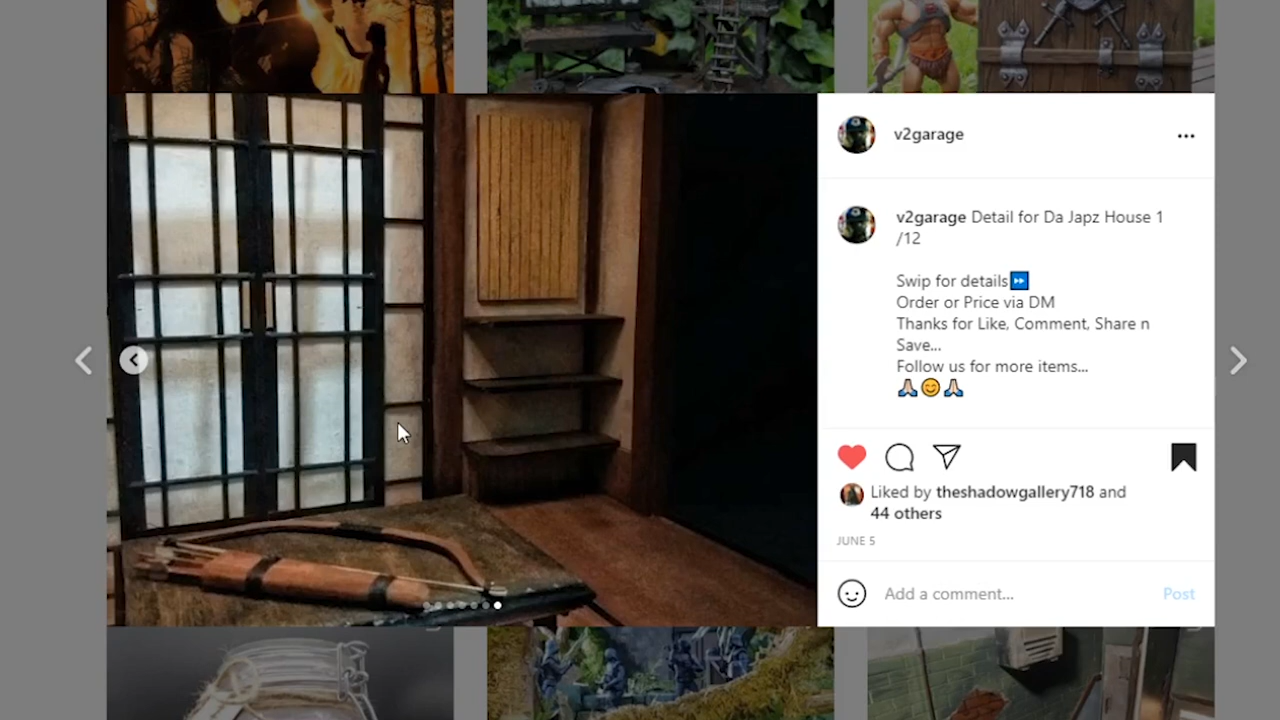 v2garage
v2garage Detail for Da Japz House 1
/12
Swip for details⏩
Order or Price via DM
Thanks for Like, Comment, Share n
Save...
Follow us for more items...
🙏🏻😊🙏🏻
Liked by theshadowgallery718 and
44 others
JUNE 5
Add a comment...
Post